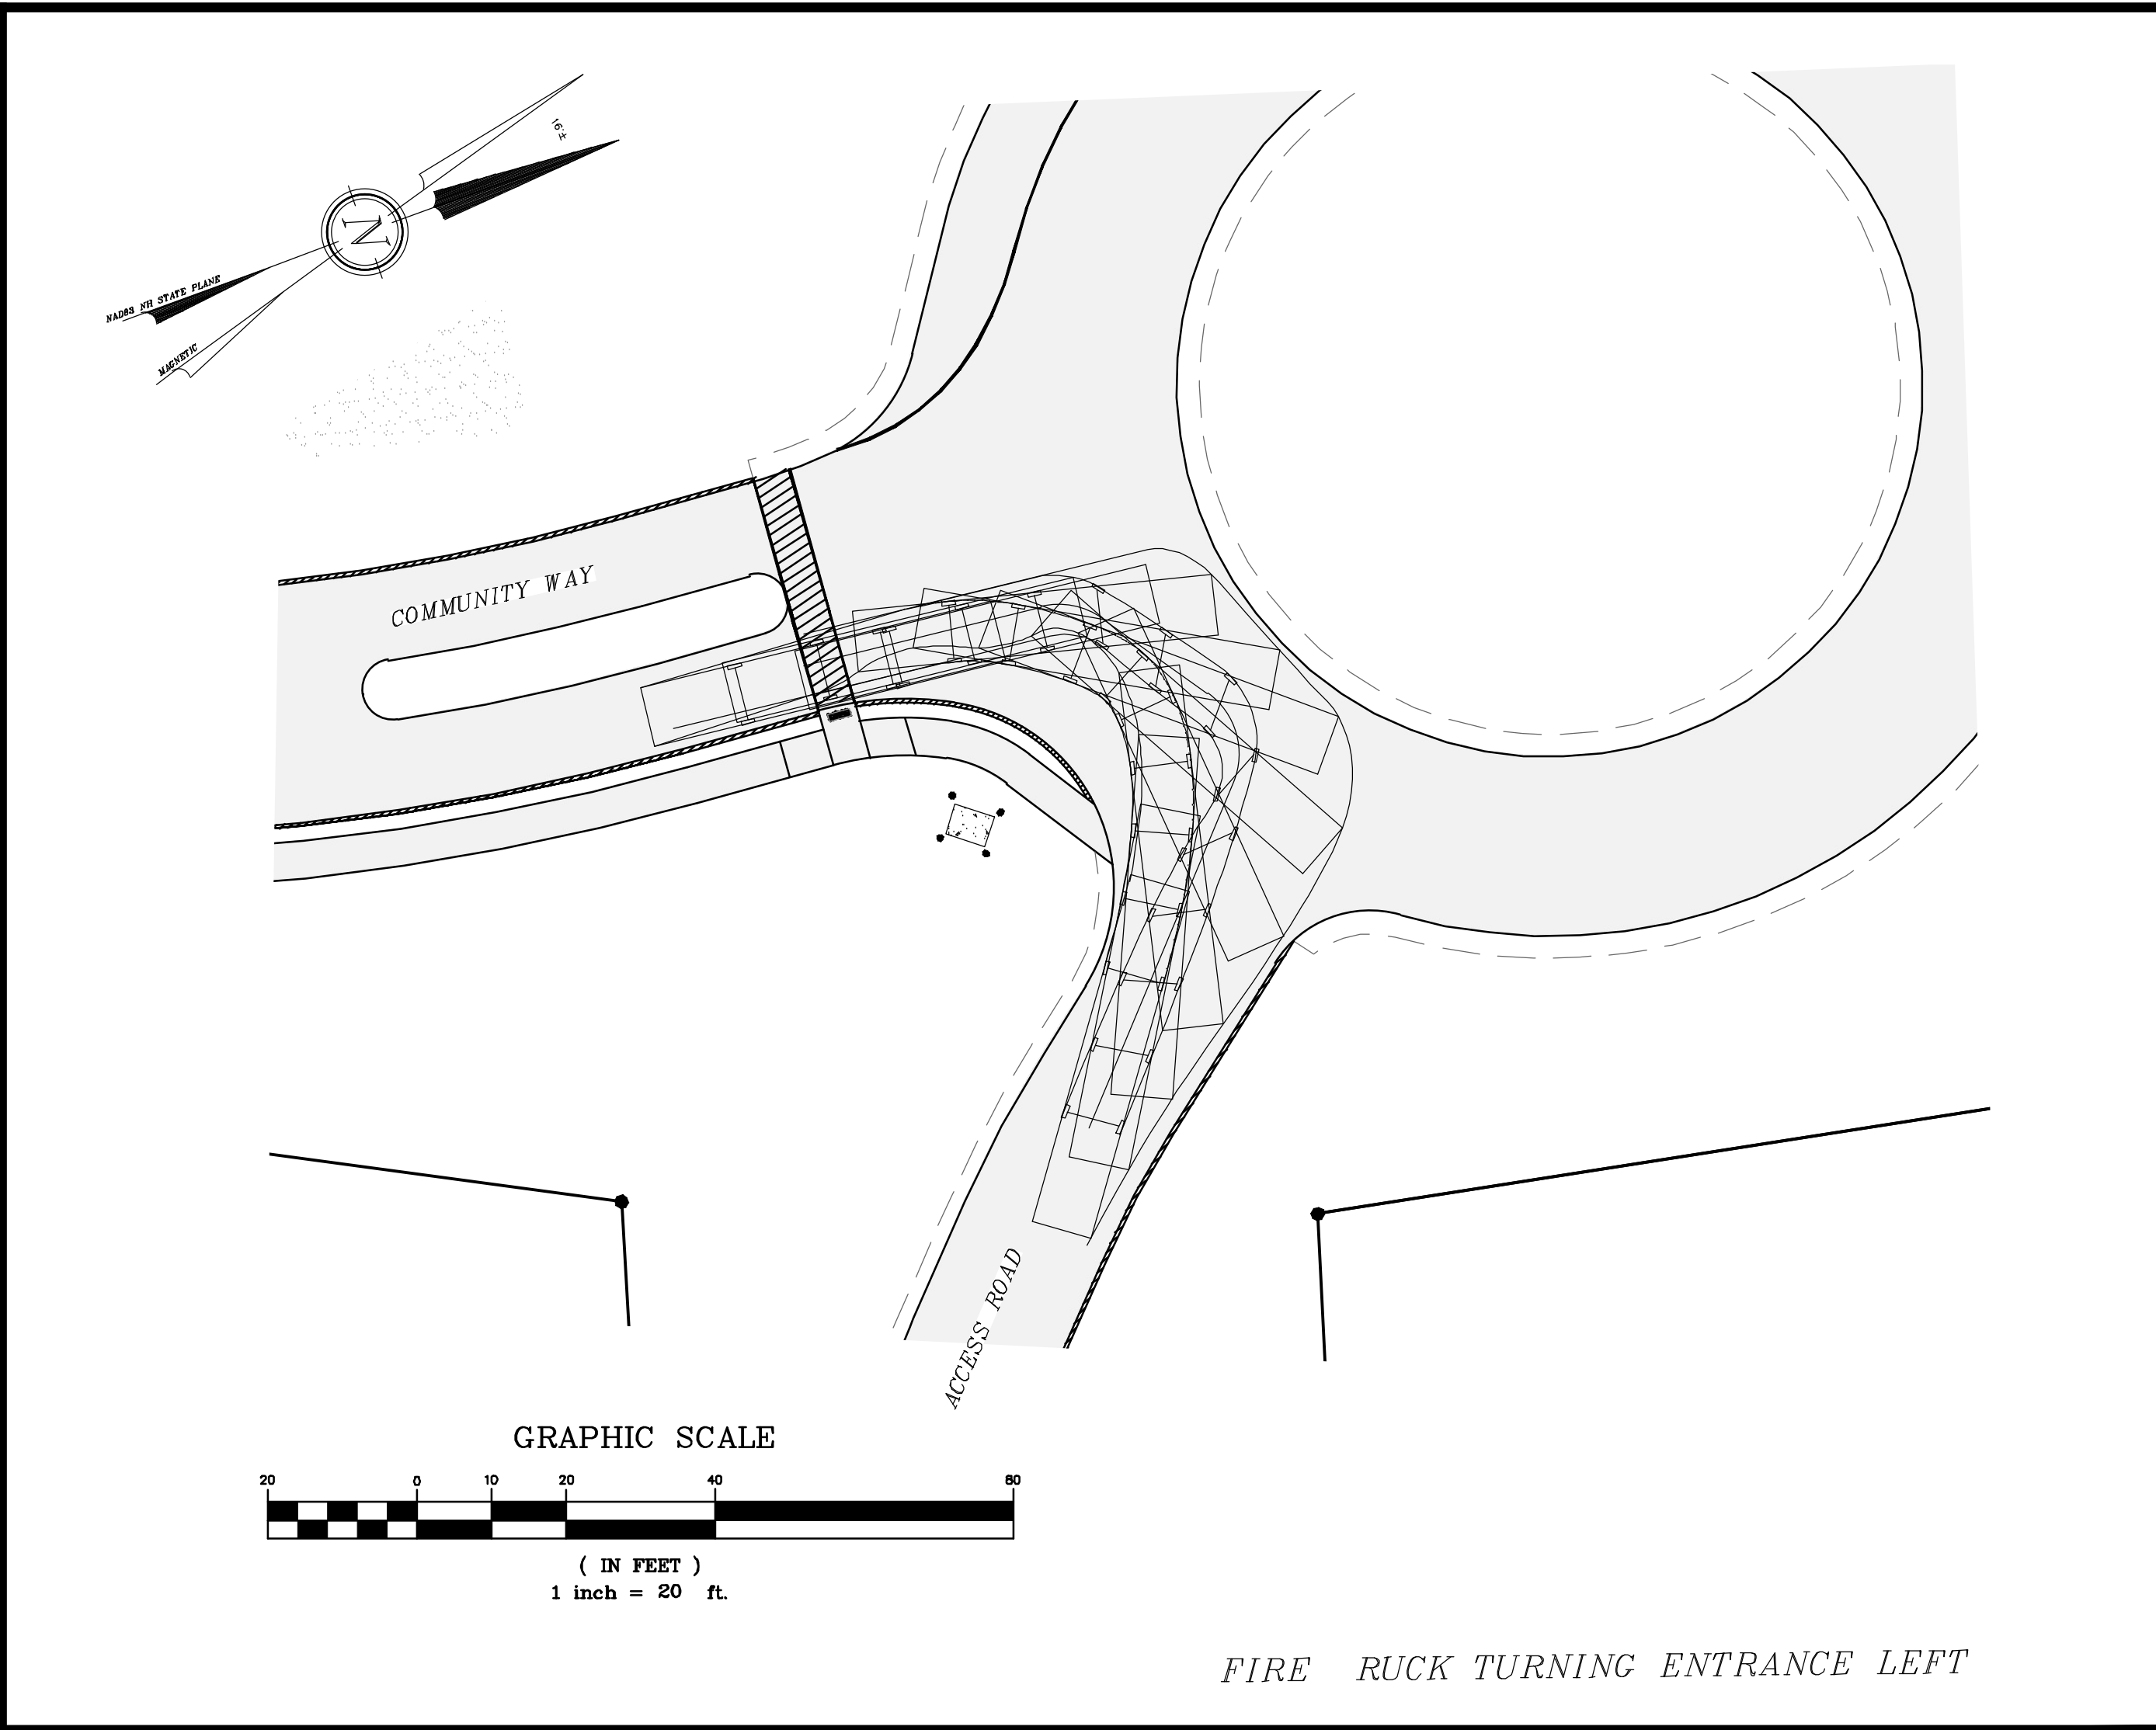 16°±
N
NAD83 NH STATE PLANE
MAGNETIC
COMMUNITY WAY
ACCESS ROAD
GRAPHIC SCALE
20 0 10 20 40 80
( IN FEET )
1 inch = 20 ft.
FIRE RUCK TURNING ENTRANCE LEFT